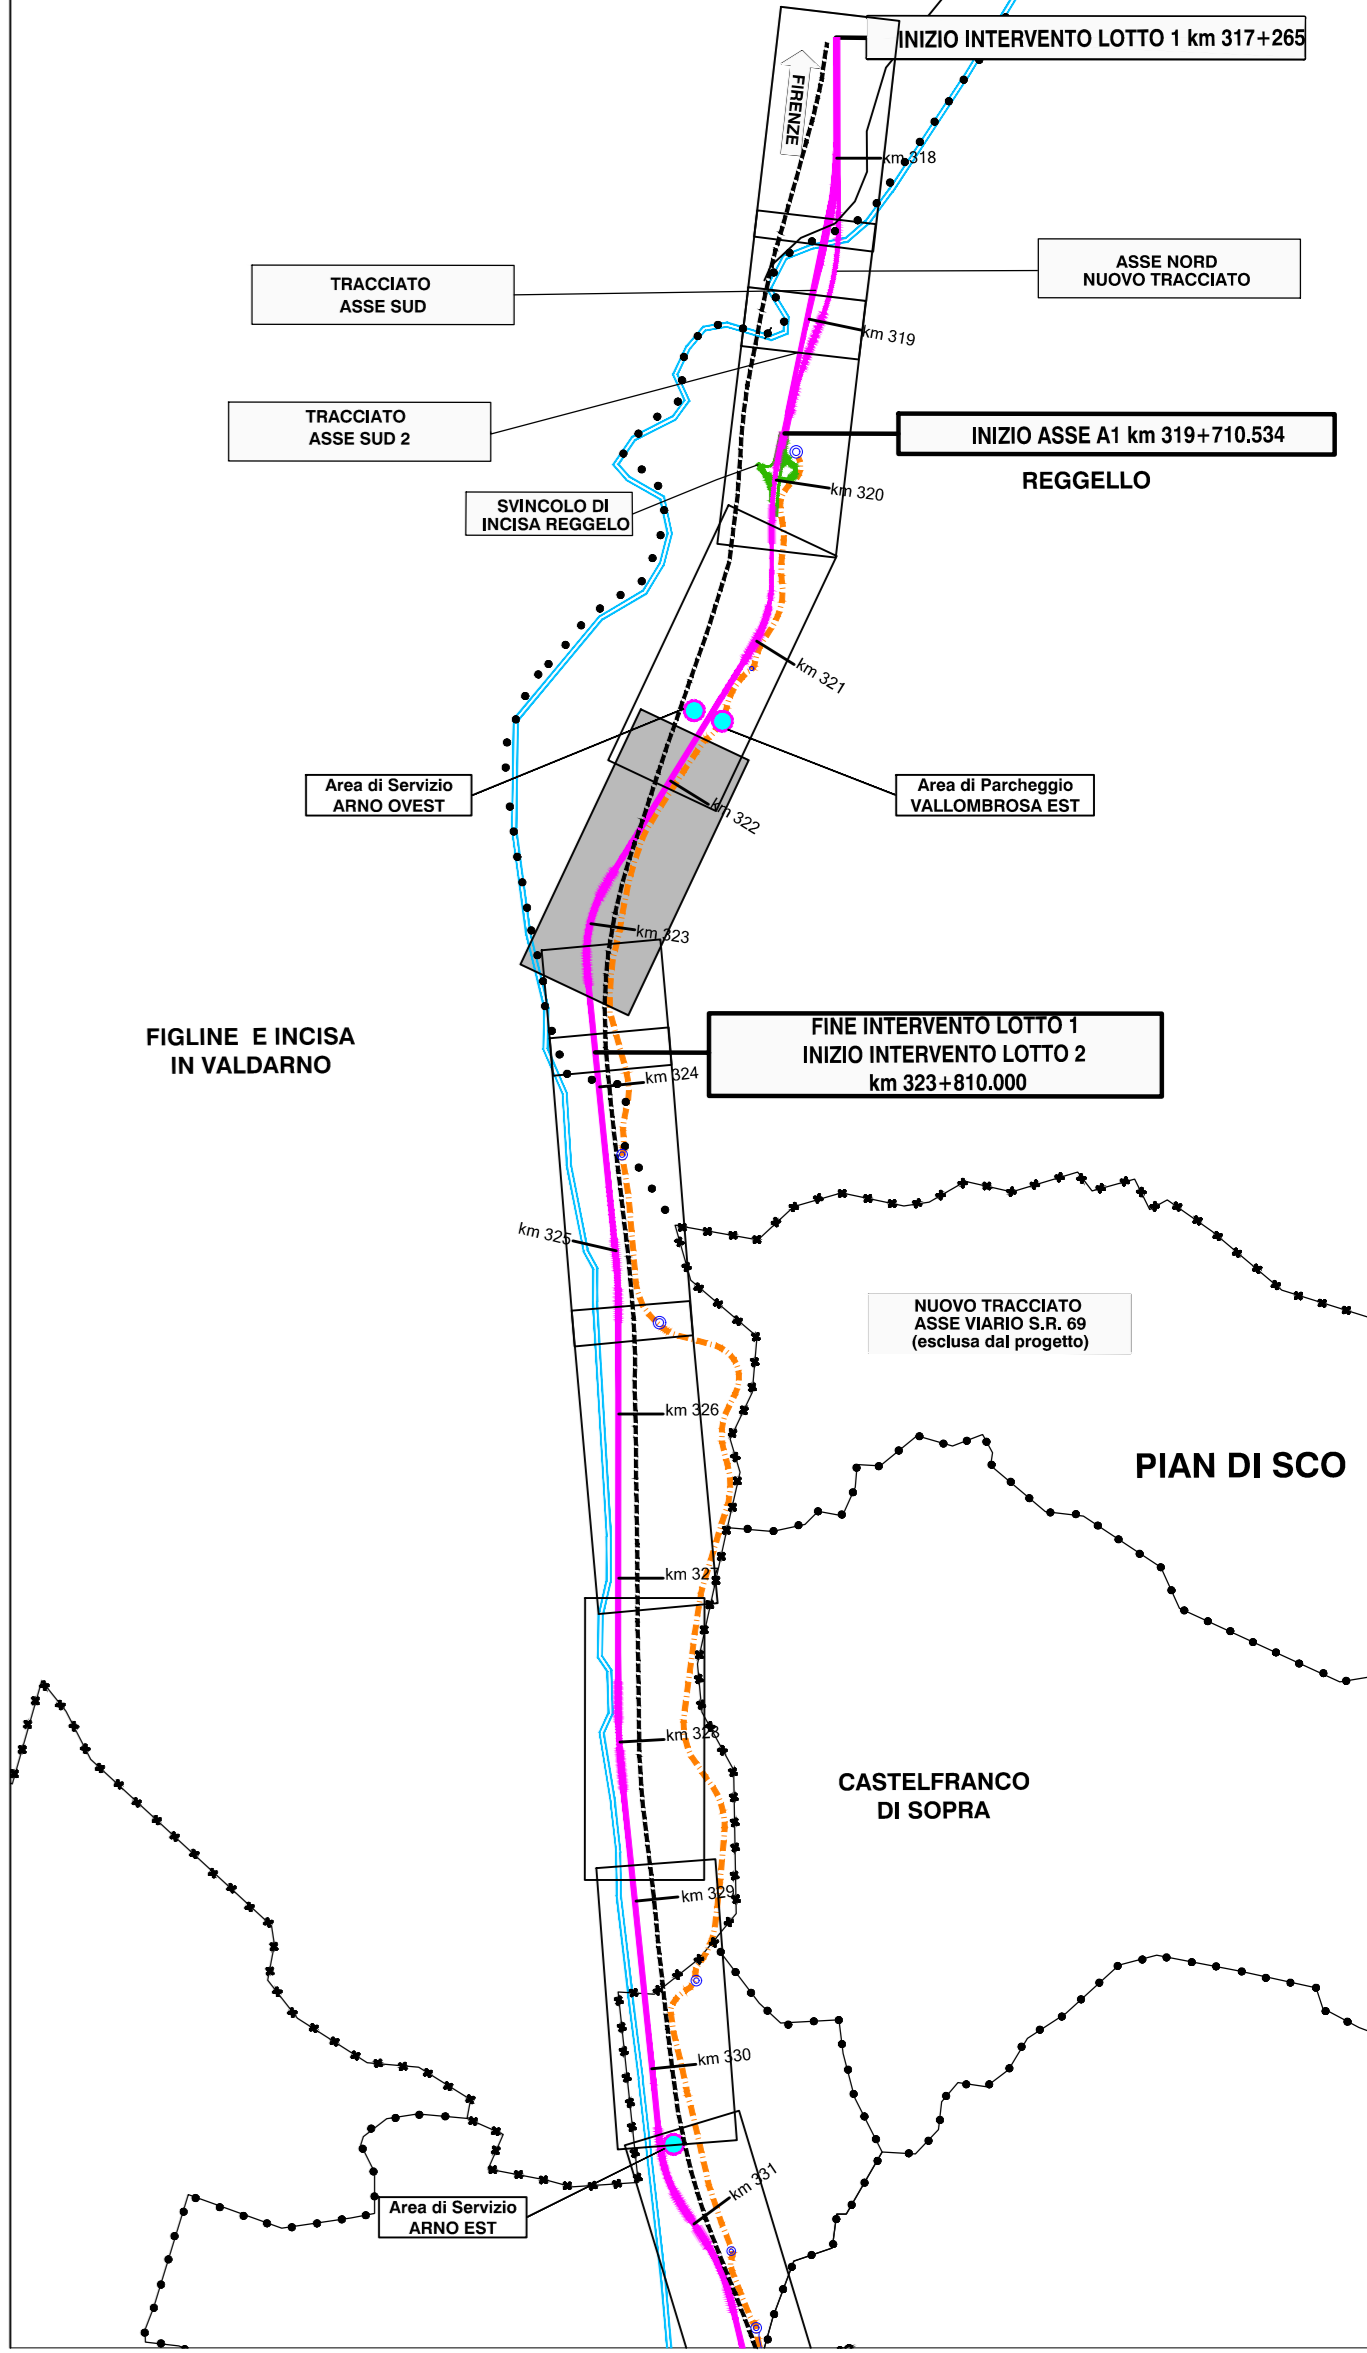 INIZIO INTERVENTO LOTTO 1 km 317+265
FIRENZE
km 318
ASSE NORD
NUOVO TRACCIATO
TRACCIATO
ASSE SUD
km 319
TRACCIATO
ASSE SUD 2
INIZIO ASSE A1 km 319+710.534
REGGELLO
km 320
SVINCOLO DI
INCISA REGGELO
km 321
Area di Servizio
ARNO OVEST
Area di Parcheggio
VALLOMBROSA EST
km 322
km 323
FIGLINE E INCISA
IN VALDARNO
FINE INTERVENTO LOTTO 1
INIZIO INTERVENTO LOTTO 2
km 323+810.000
km 324
km 325
NUOVO TRACCIATO
ASSE VIARIO S.R. 69
(esclusa dal progetto)
km 326
PIAN DI SCO
km 327
km 328
CASTELFRANCO
DI SOPRA
km 329
km 330
km 331
Area di Servizio
ARNO EST